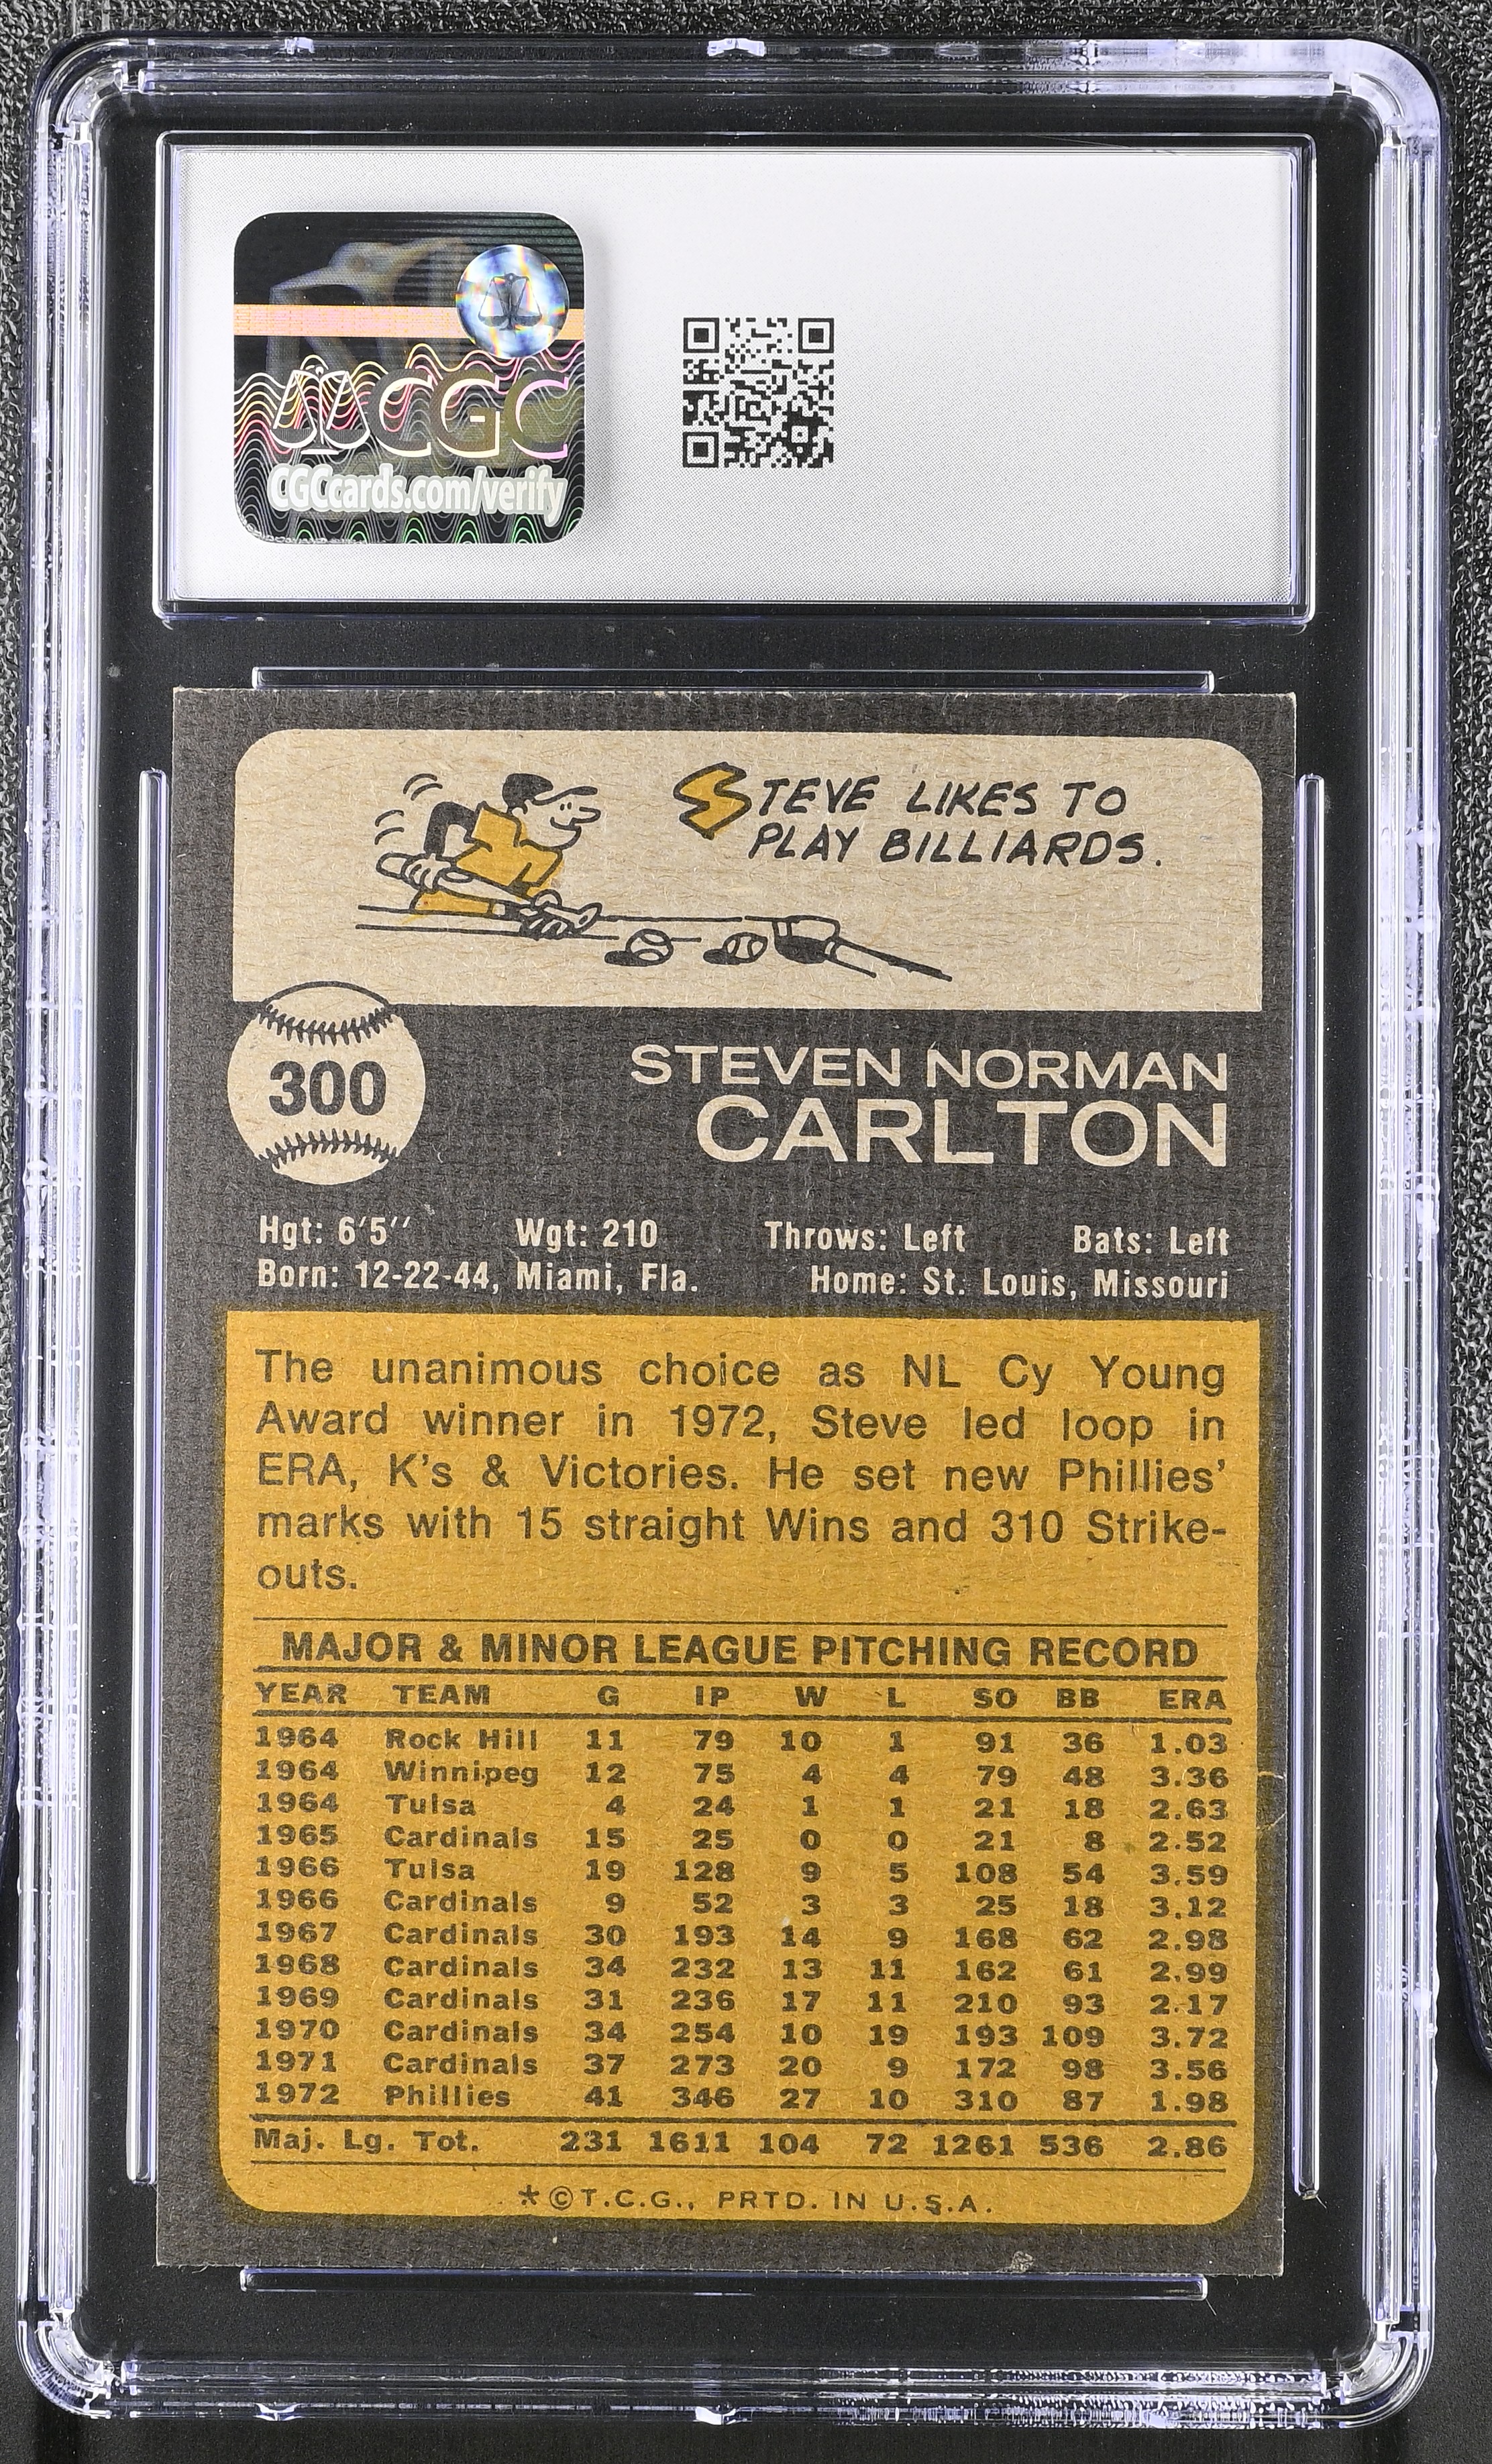 CGC
CGCcards.com/verify
STEVE LIKES TO
PLAY BILLIARDS.
300
STEVEN NORMAN
CARLTON
Hgt: 6'5'' Wgt: 210 Throws: Left Bats: Left
Born: 12-22-44, Miami, Fla. Home: St. Louis, Missouri
The unanimous choice as NL Cy Young
Award winner in 1972, Steve led loop in
ERA, K's & Victories. He set new Phillies'
marks with 15 straight Wins and 310 Strike-
outs.
MAJOR & MINOR LEAGUE PITCHING RECORD
YEAR TEAM G IP W L SO BB ERA
1964 Rock Hill 11 79 10 1 91 36 1.03
1964 Winnipeg 12 75 4 4 79 48 3.36
1964 Tulsa 4 24 1 1 21 18 2.63
1965 Cardinals 15 25 0 0 21 8 2.52
1966 Tulsa 19 128 9 5 108 54 3.59
1966 Cardinals 9 52 3 3 25 18 3.12
1967 Cardinals 30 193 14 9 168 62 2.98
1968 Cardinals 34 232 13 11 162 61 2.99
1969 Cardinals 31 236 17 11 210 93 2.17
1970 Cardinals 34 254 10 19 193 109 3.72
1971 Cardinals 37 273 20 9 172 98 3.56
1972 Phillies 41 346 27 10 310 87 1.98
Maj. Lg. Tot. 231 1611 104 72 1261 536 2.86
*©T.C.G., PRTD. IN U.S.A.